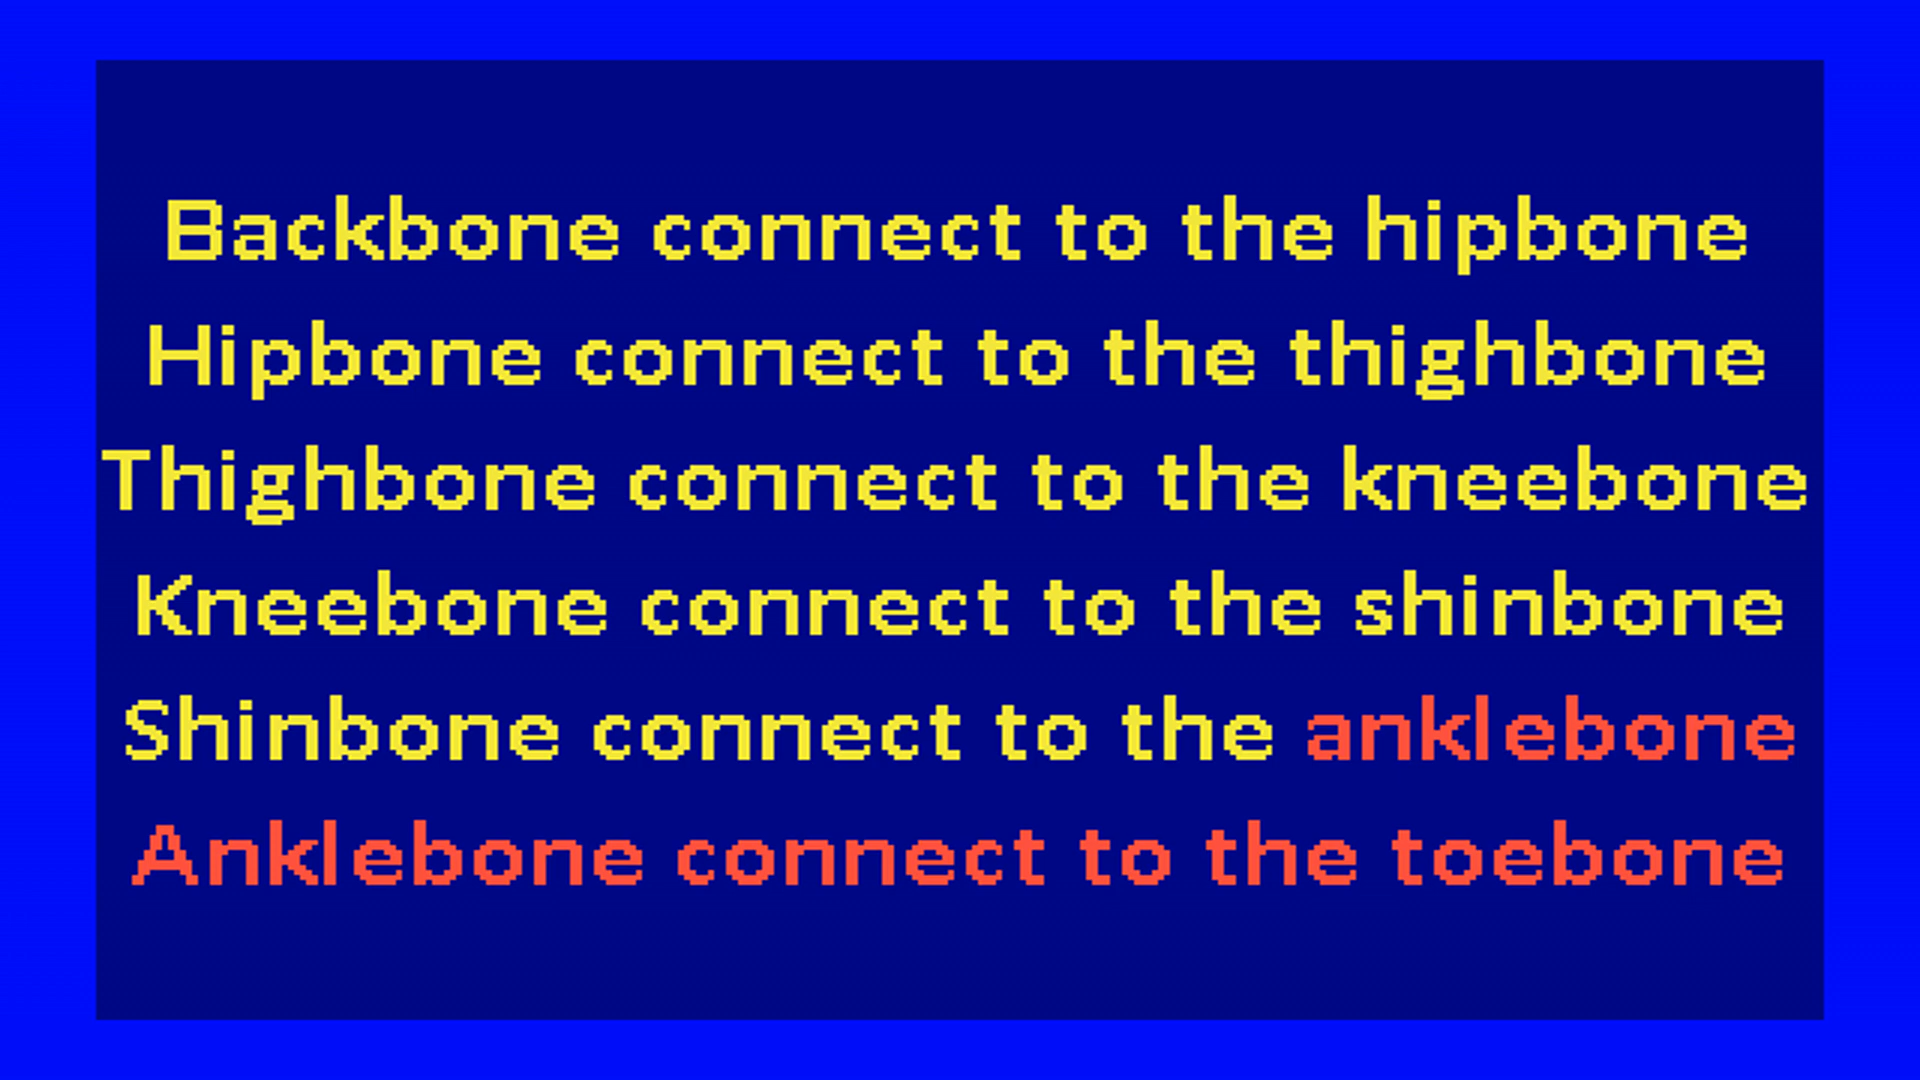 Backbone connect to the hipbone
Hipbone connect to the thighbone
Thighbone connect to the kneebone
Kneebone connect to the shinbone
Shinbone connect to the anklebone
Anklebone connect to the toebone